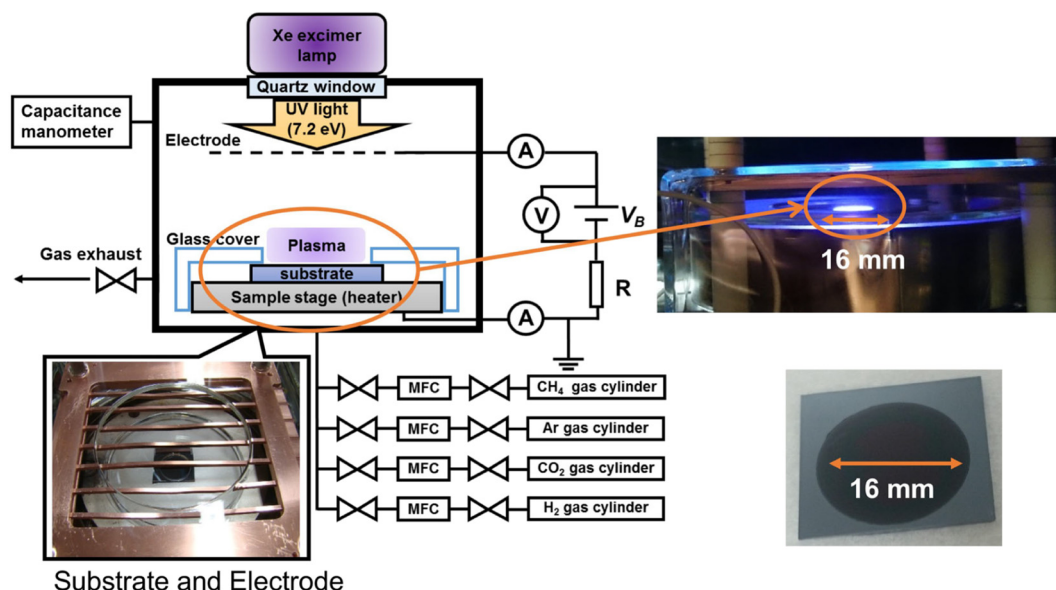 Xe excimer
lamp
Quartz window
UV light
(7.2 eV)
Capacitance
manometer
Electrode
A
V
V_B
Glass cover
Plasma
Gas exhaust
substrate
Sample stage (heater)
R
A
16 mm
MFC
CH₄ gas cylinder
MFC
Ar gas cylinder
MFC
CO₂ gas cylinder
MFC
H₂ gas cylinder
16 mm
Substrate and Electrode